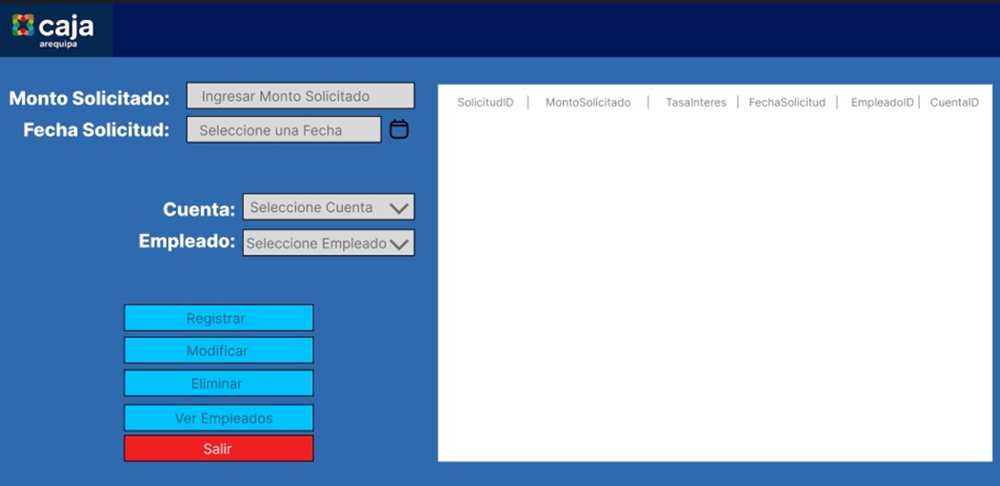 caja
arequipa
Monto Solicitado: Ingresar Monto Solicitado
Fecha Solicitud: Seleccione una Fecha
Cuenta: Seleccione Cuenta
Empleado: Seleccione Empleado
Registrar
Modificar
Eliminar
Ver Empleados
Salir
SolicitudID | MontoSolicitado | TasaInteres | FechaSolicitud | EmpleadoID | CuentaID